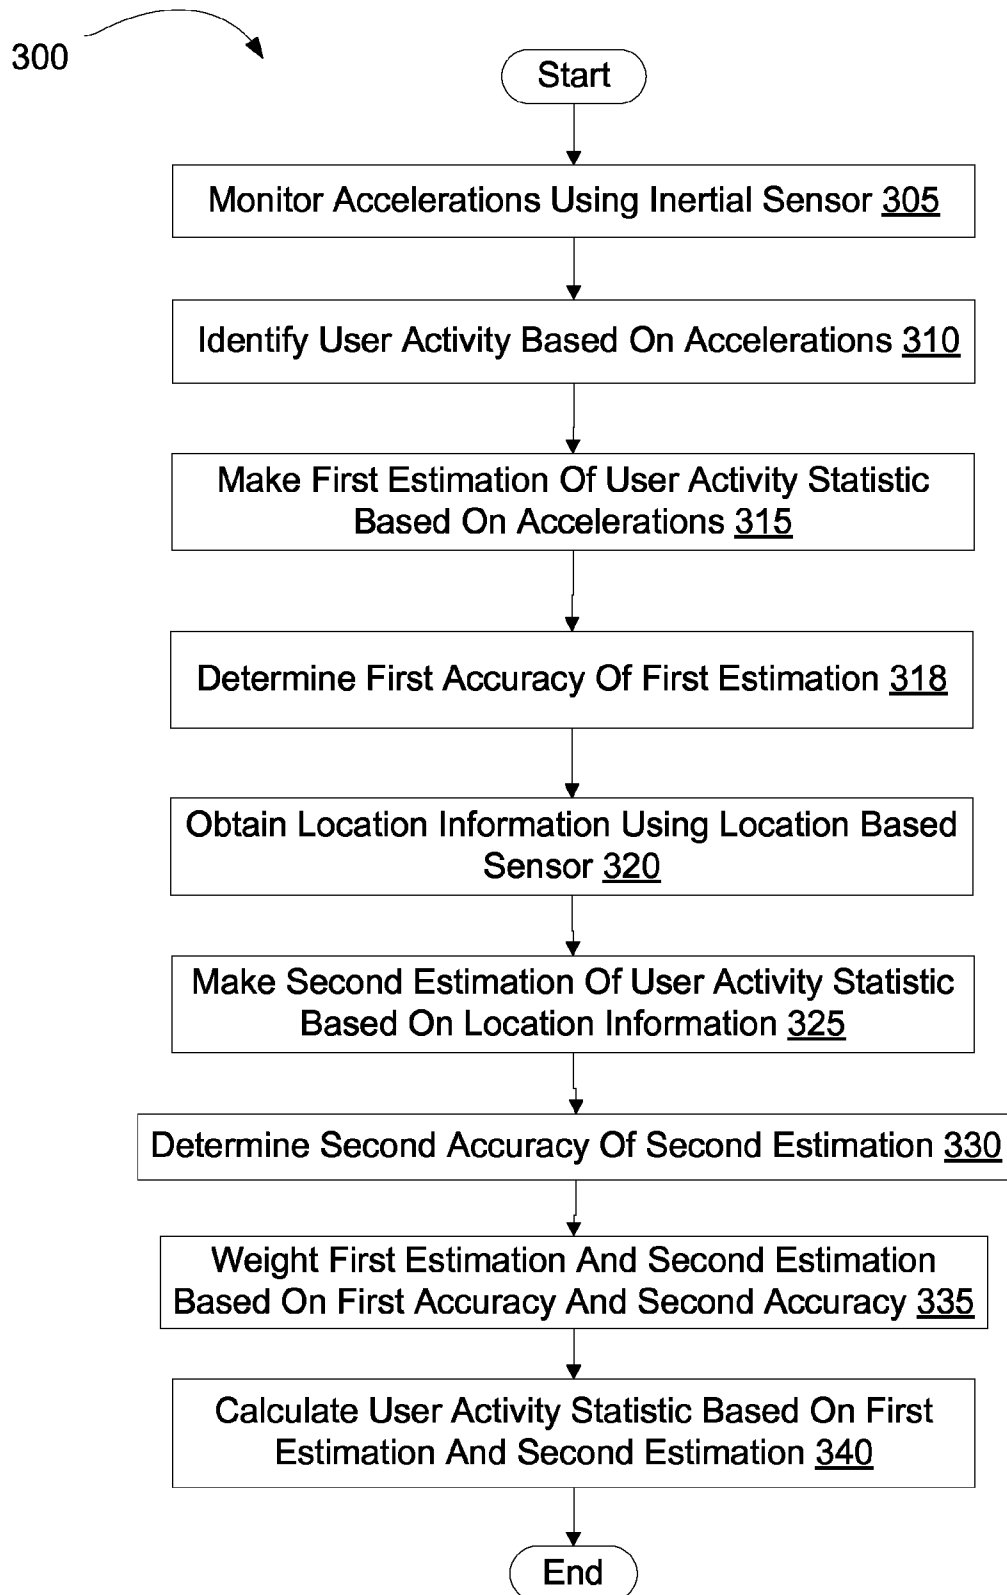 300
Start
Monitor Accelerations Using Inertial Sensor 305
Identify User Activity Based On Accelerations 310
Make First Estimation Of User Activity Statistic
Based On Accelerations 315
Determine First Accuracy Of First Estimation 318
Obtain Location Information Using Location Based
Sensor 320
Make Second Estimation Of User Activity Statistic
Based On Location Information 325
Determine Second Accuracy Of Second Estimation 330
Weight First Estimation And Second Estimation
Based On First Accuracy And Second Accuracy 335
Calculate User Activity Statistic Based On First
Estimation And Second Estimation 340
End